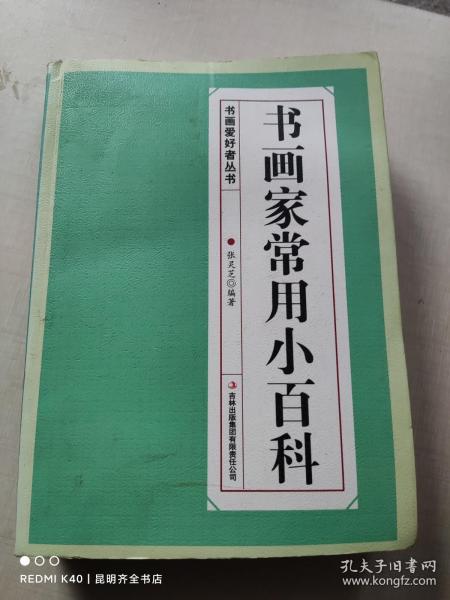 书画家常用小百科
书画爱好者丛书
张灵芝◎编著
吉林出版集团有限责任公司
REDMI K40 | 昆明齐全书店
孔夫子旧书网
www.kongfz.com